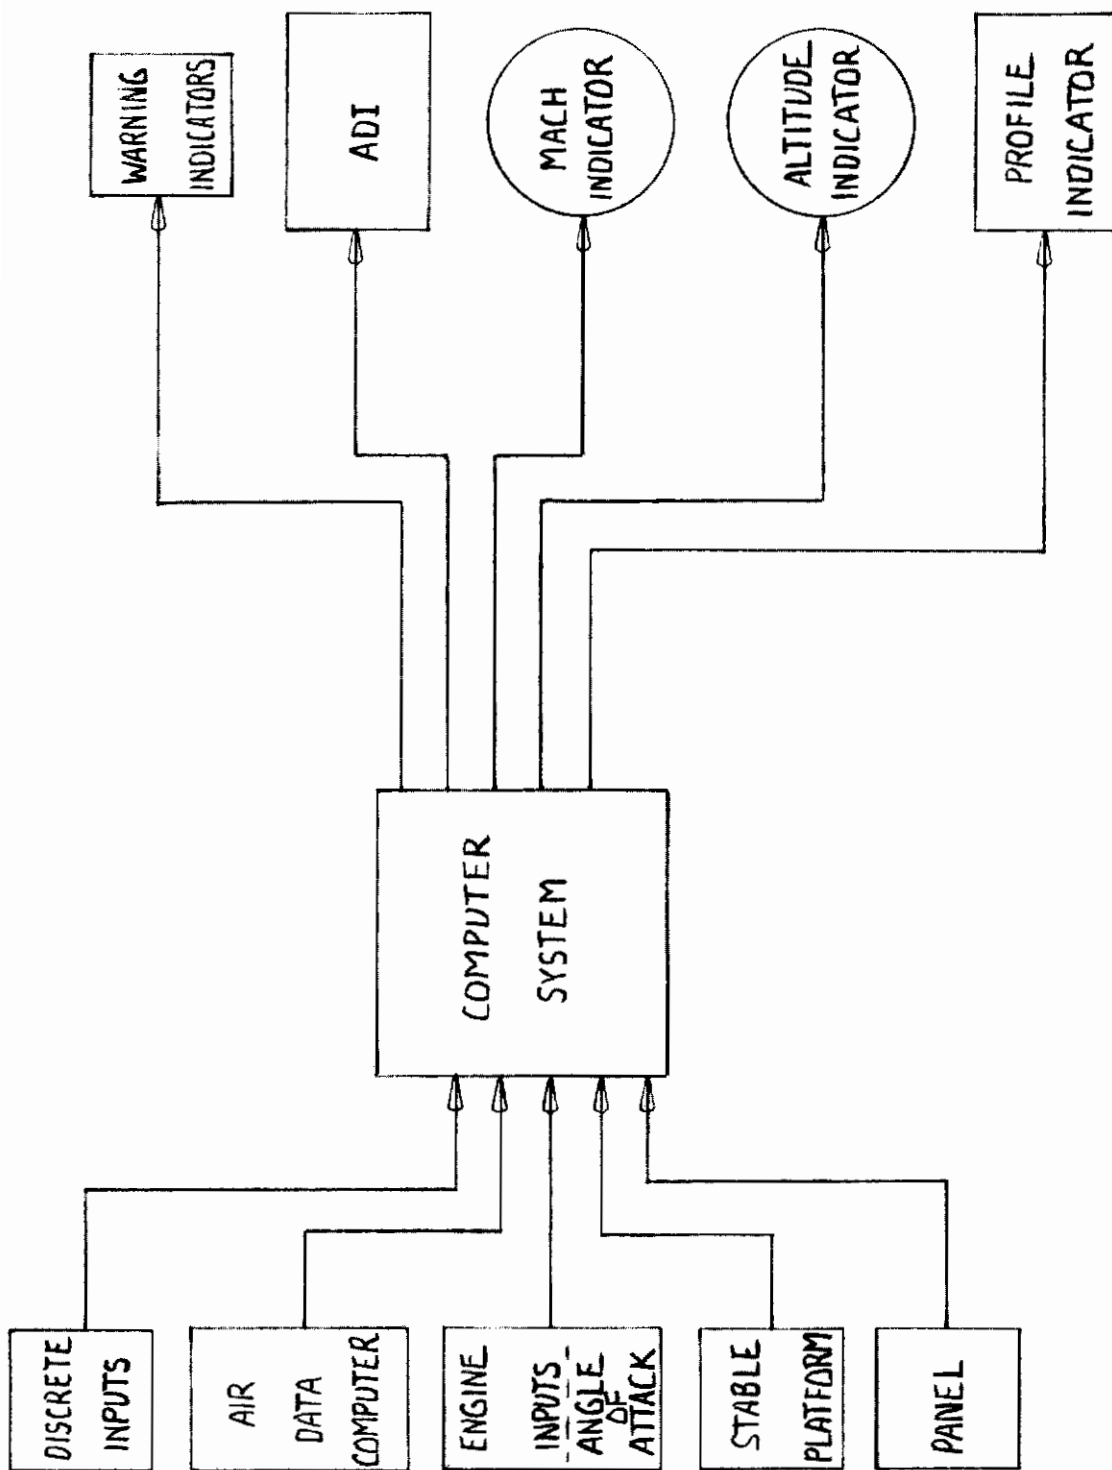 DISCRETE
INPUTS
AIR
DATA
COMPUTER
ENGINE
INPUTS
ANGLE
OF
ATTACK
STABLE
PLATFORM
PANEL
COMPUTER
SYSTEM
WARNING
INDICATORS
ADI
MACH
INDICATOR
ALTITUDE
INDICATOR
PROFILE
INDICATOR